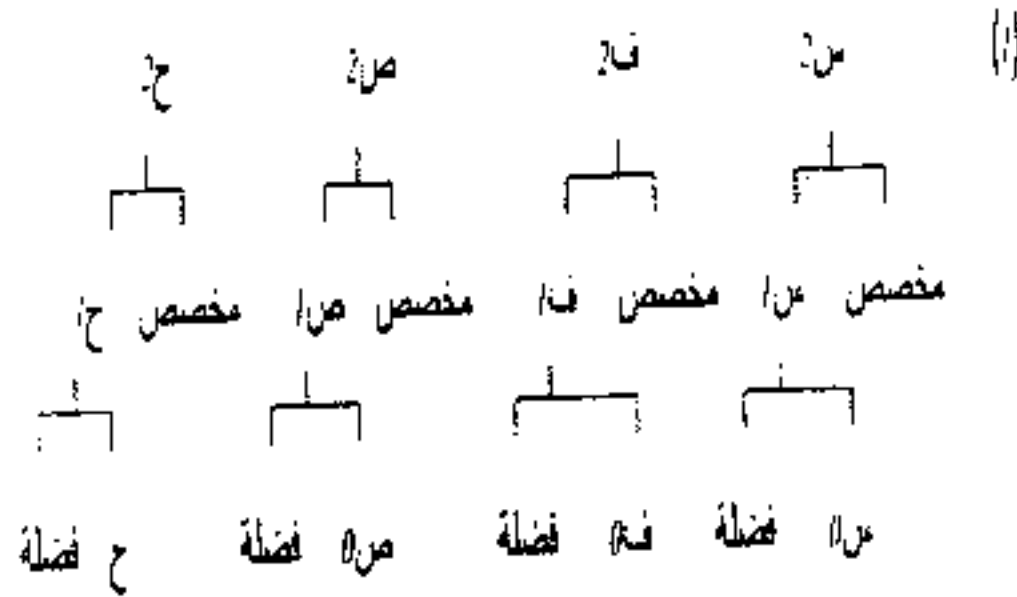 (1) س2 ف2 ص2 ح2
مخصص س1 مخصص ف1 مخصص ص1 مخصص ح1
س0 فضلة ف0 فضلة ص0 فضلة ح فضلة